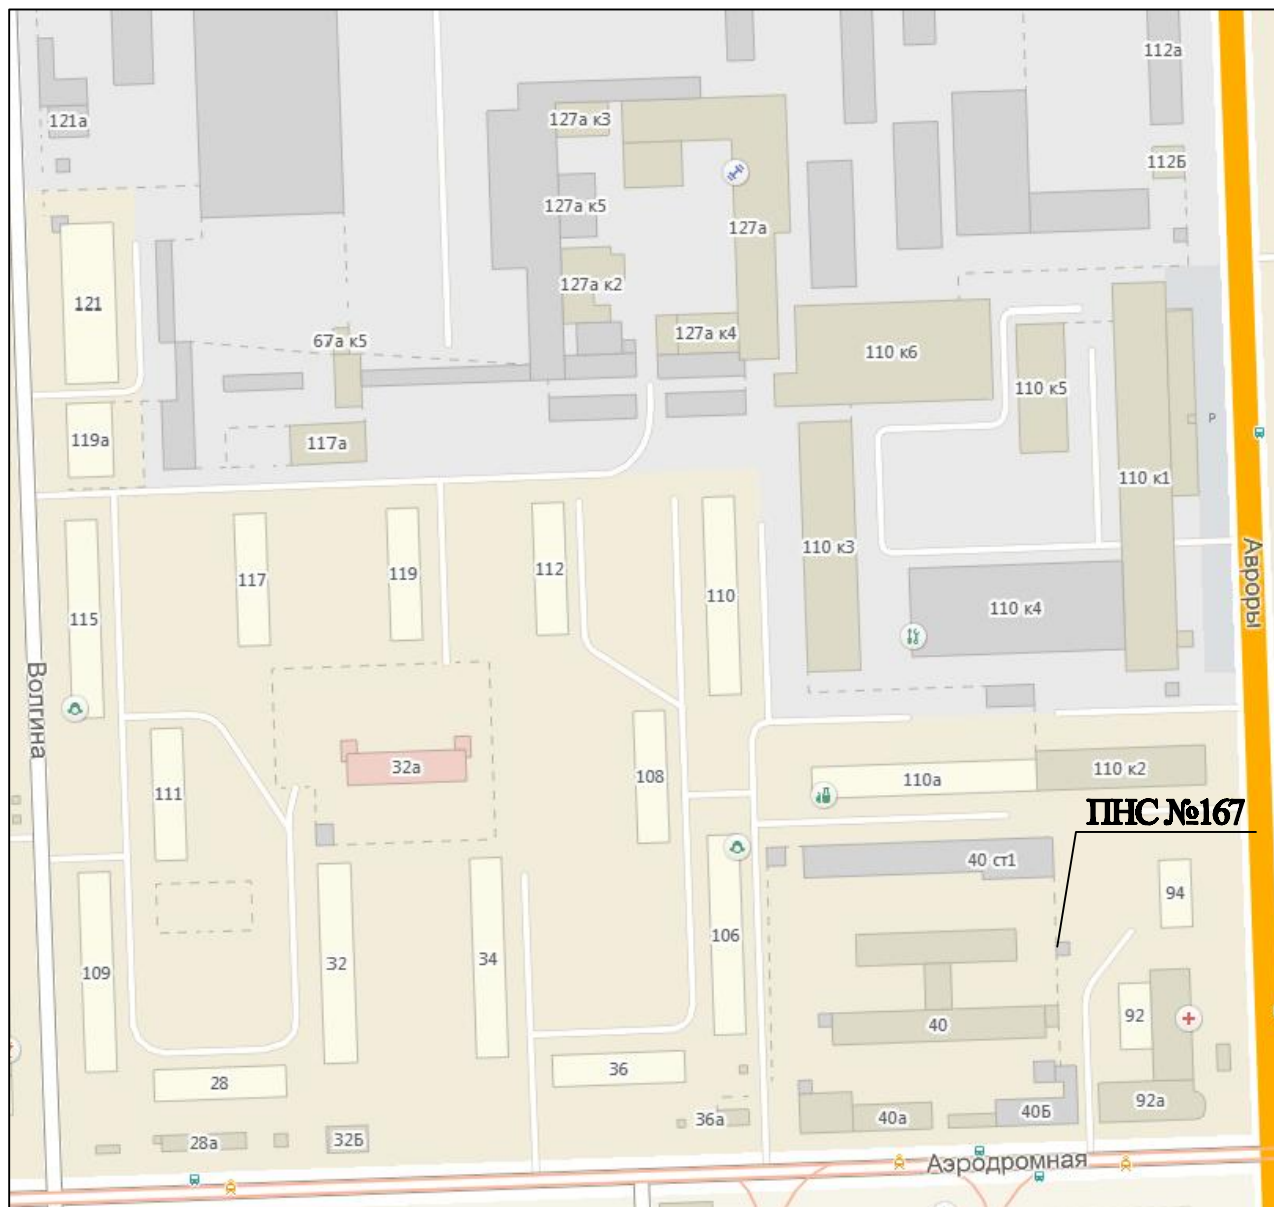 112а
121а
127а к3
112Б
127а к5
127а
127а к2
121
67а к5
127а к4
110 к6
110 к5
119а
117а
Р
110 к1
110 к3
Авроры
112
119
117
110
110 к4
115
Волгина
32а
110 к2
108
110а
111
ПНС №167
40 ст1
94
106
34
32
109
92
40
36
28
92а
40Б
40а
36а
32Б
28а
Аэродромная